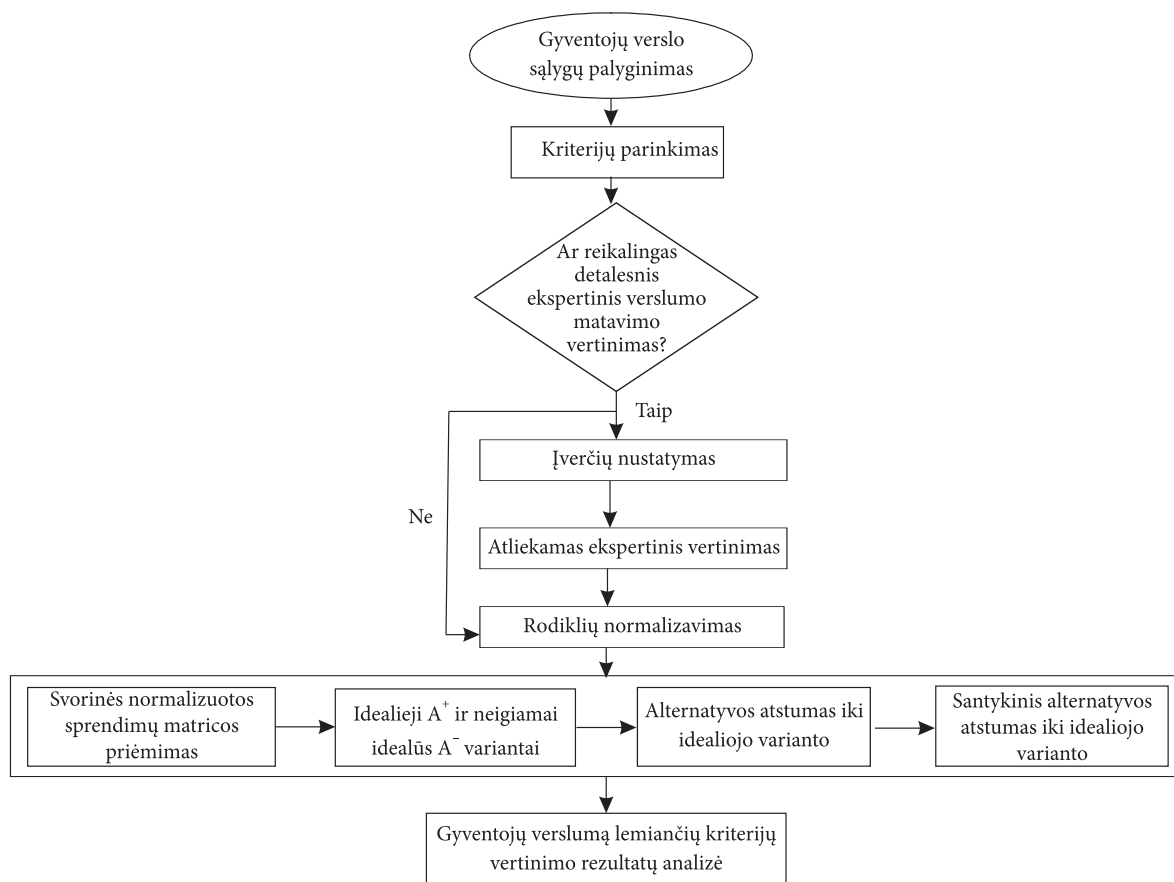 Gyventojų verslo
sąlygų palyginimas
Kriterijų parinkimas
Ar reikalingas
detalesnis
ekspertinis verslumo
matavimo
vertinimas?
Taip
Įverčių nustatymas
Ne
Atliekamas ekspertinis vertinimas
Rodiklių normalizavimas
Svorinės normalizuotos
sprendimų matricos
priėmimas
Idealieji A⁺ ir neigiamai
idealūs A⁻ variantai
Alternatyvos atstumas iki
idealiojo varianto
Santykinis alternatyvos
atstumas iki idealiojo
varianto
Gyventojų verslumą lemiančių kriterijų
vertinimo rezultatų analizė